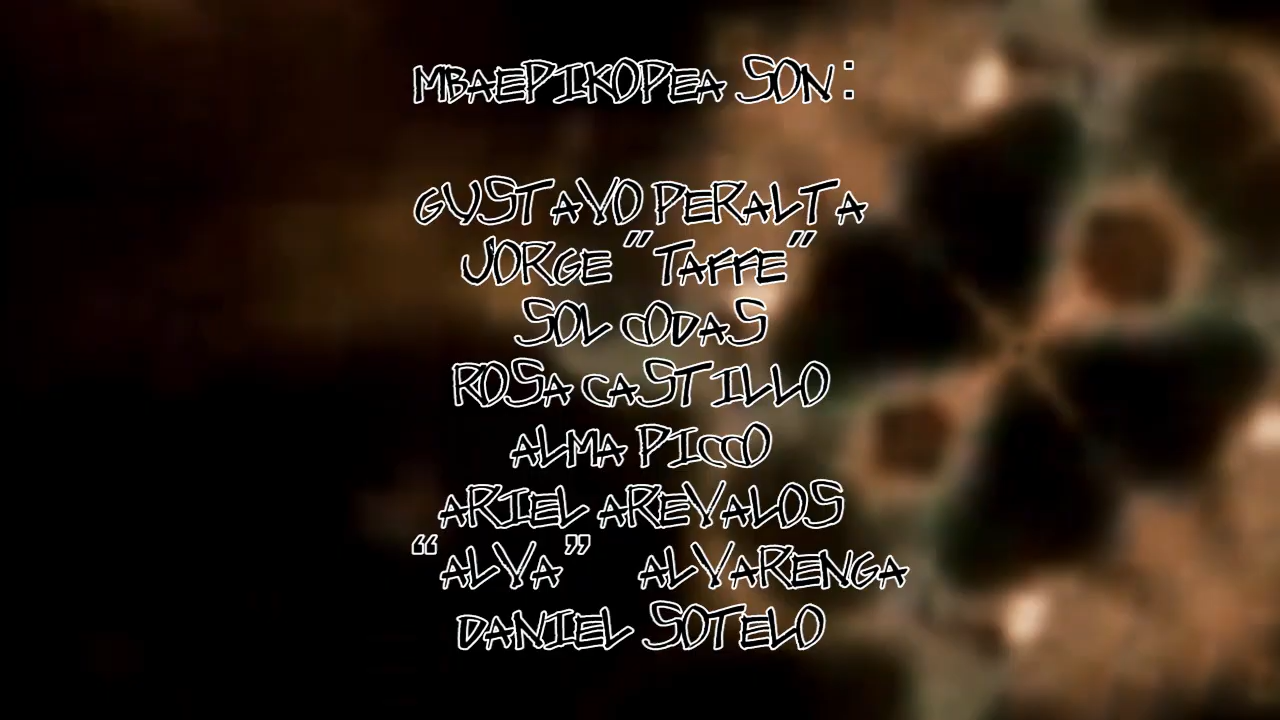 MBAEPIKOPEA SON:
GUSTAVO PERALTA
JORGE "TAFFE"
SOL CODAS
ROSA CASTILLO
ALMA PICCO
ARIEL AREVALOS
“ALVA” ALVARENGA
DANIEL SOTELO